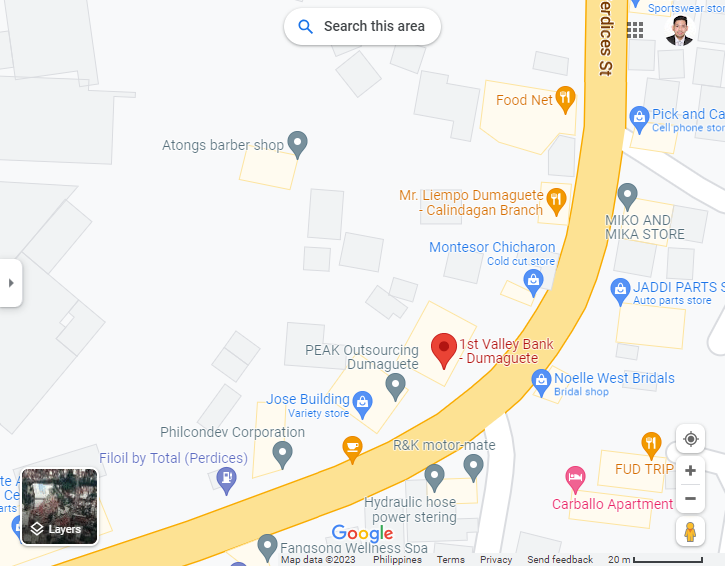 Sportswear stor
Search this area
erdices St
Food Net
Pick and Ca
Cell phone stor
Atongs barber shop
Mr. Liempo Dumaguete
- Calindagan Branch
MIKO AND
MIKA STORE
Montesor Chicharon
Cold cut store
JADDI PARTS S
Auto parts store
1st Valley Bank
- Dumaguete
PEAK Outsourcing
Dumaguete
Noelle West Bridals
Bridal shop
Jose Building
Variety store
Philcondev Corporation
R&K motor-mate
Filoil by Total (Perdices)
FUD TRIP
te A
Ce
arts
Carballo Apartment
Hydraulic hose
power stering
Layers
Google
Fangsong Wellness Spa
Map data ©2023 Philippines Terms Privacy Send feedback 20 m